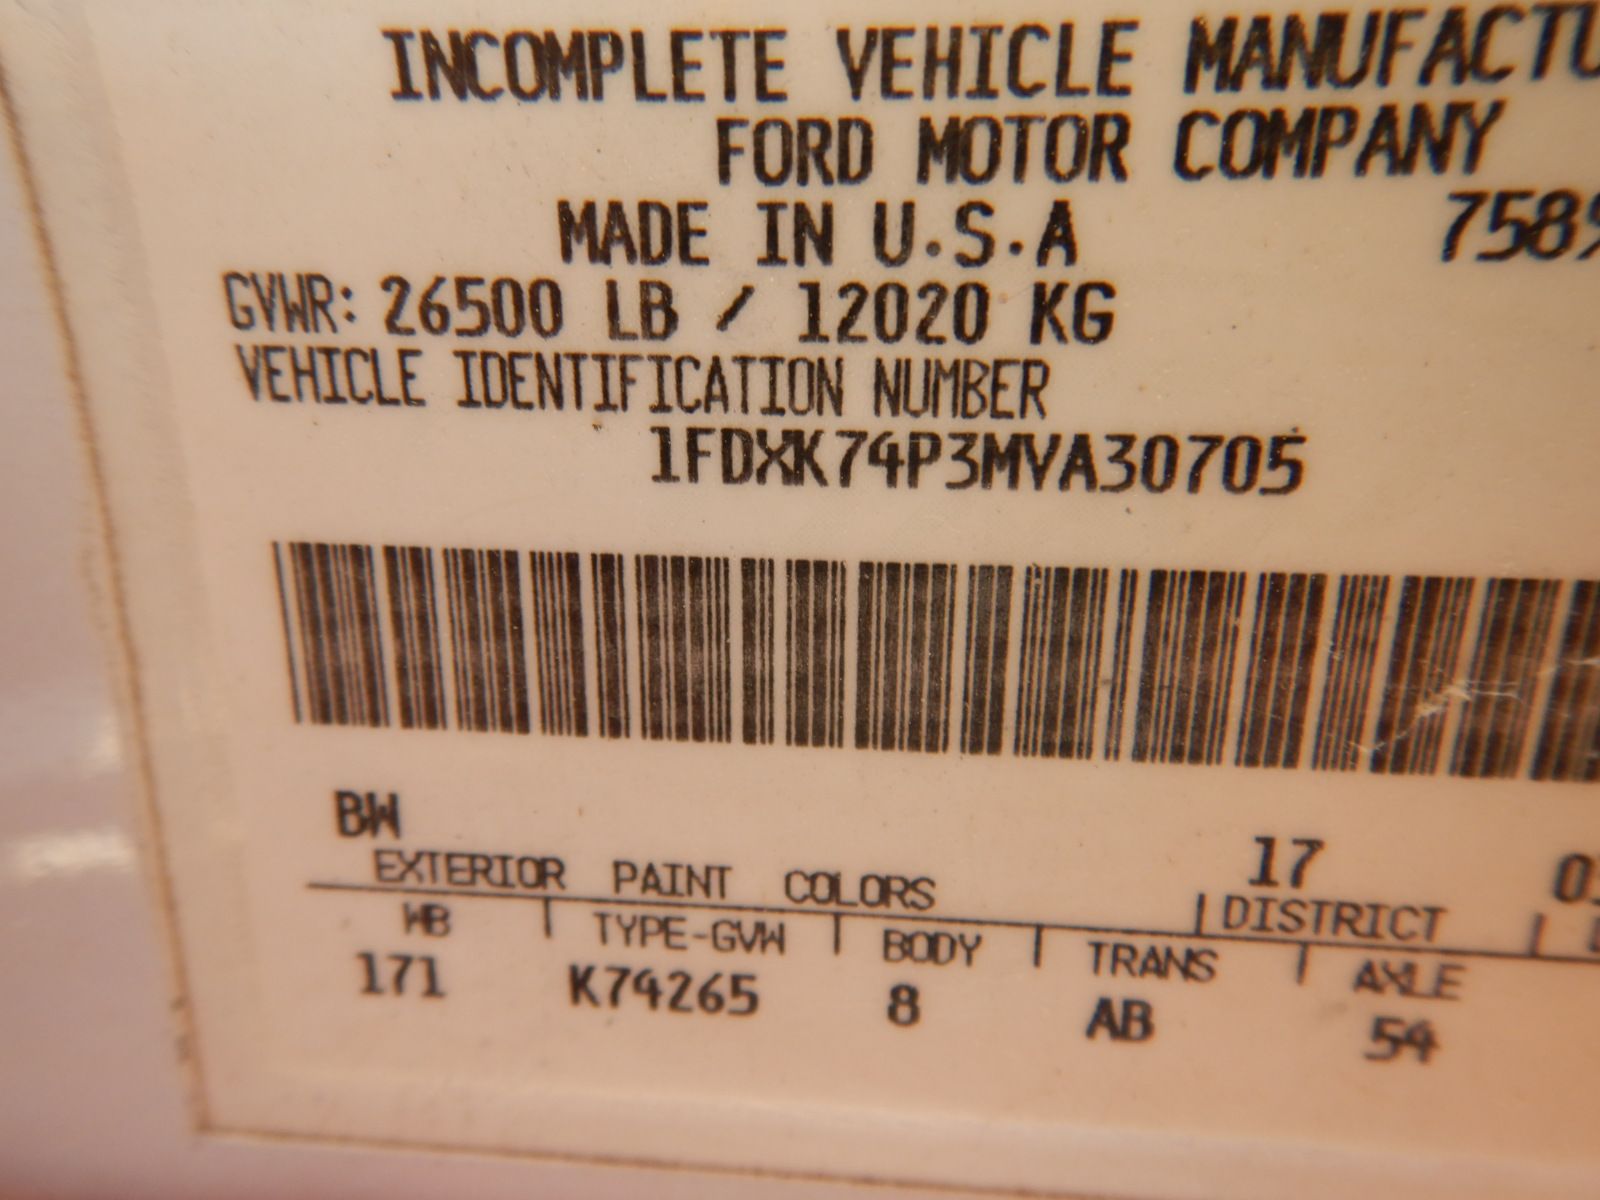 INCOMPLETE VEHICLE MANUFACTU
FORD MOTOR COMPANY
MADE IN U.S.A
7589
GVWR: 26500 LB / 12020 KG
VEHICLE IDENTIFICATION NUMBER
1FDXK74P3MVA30705
BW
17
EXTERIOR PAINT COLORS
DISTRICT
WB TYPE-GVW BODY TRANS AXLE
171 K74265 8 AB 54